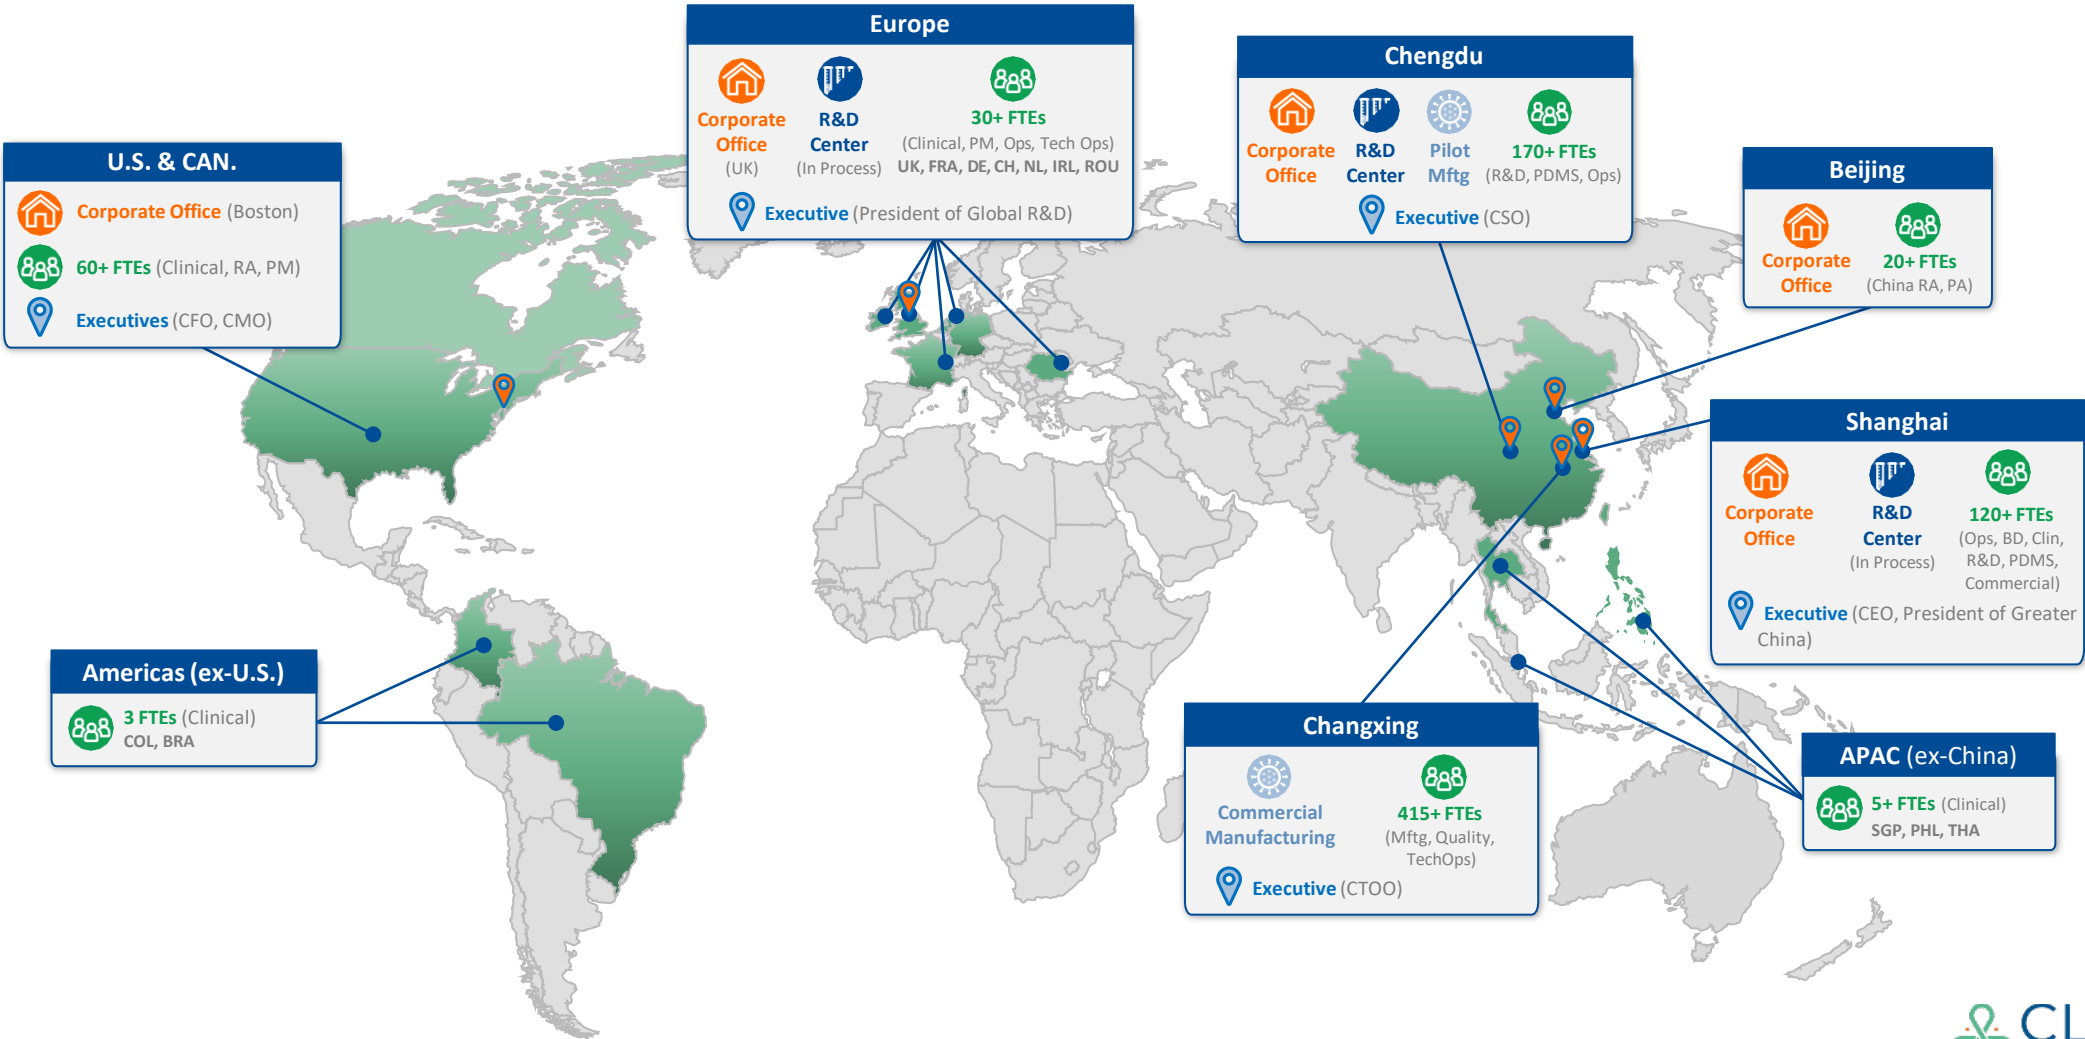 Europe
Corporate
Office
(UK)
R&D
Center
(In Process)
30+ FTEs
(Clinical, PM, Ops, Tech Ops)
UK, FRA, DE, CH, NL, IRL, ROU
Executive (President of Global R&D)
Chengdu
Corporate
Office
R&D
Center
Pilot
Mftg
170+ FTEs
(R&D, PDMS, Ops)
Executive (CSO)
U.S. & CAN.
Corporate Office (Boston)
60+ FTEs (Clinical, RA, PM)
Executives (CFO, CMO)
Beijing
Corporate
Office
20+ FTEs
(China RA, PA)
Shanghai
Corporate
Office
R&D
Center
(In Process)
120+ FTEs
(Ops, BD, Clin,
R&D, PDMS,
Commercial)
Executive (CEO, President of Greater
China)
Americas (ex-U.S.)
3 FTEs (Clinical)
COL, BRA
Changxing
Commercial
Manufacturing
415+ FTEs
(Mftg, Quality,
TechOps)
Executive (CTOO)
APAC (ex-China)
5+ FTEs (Clinical)
SGP, PHL, THA
CL